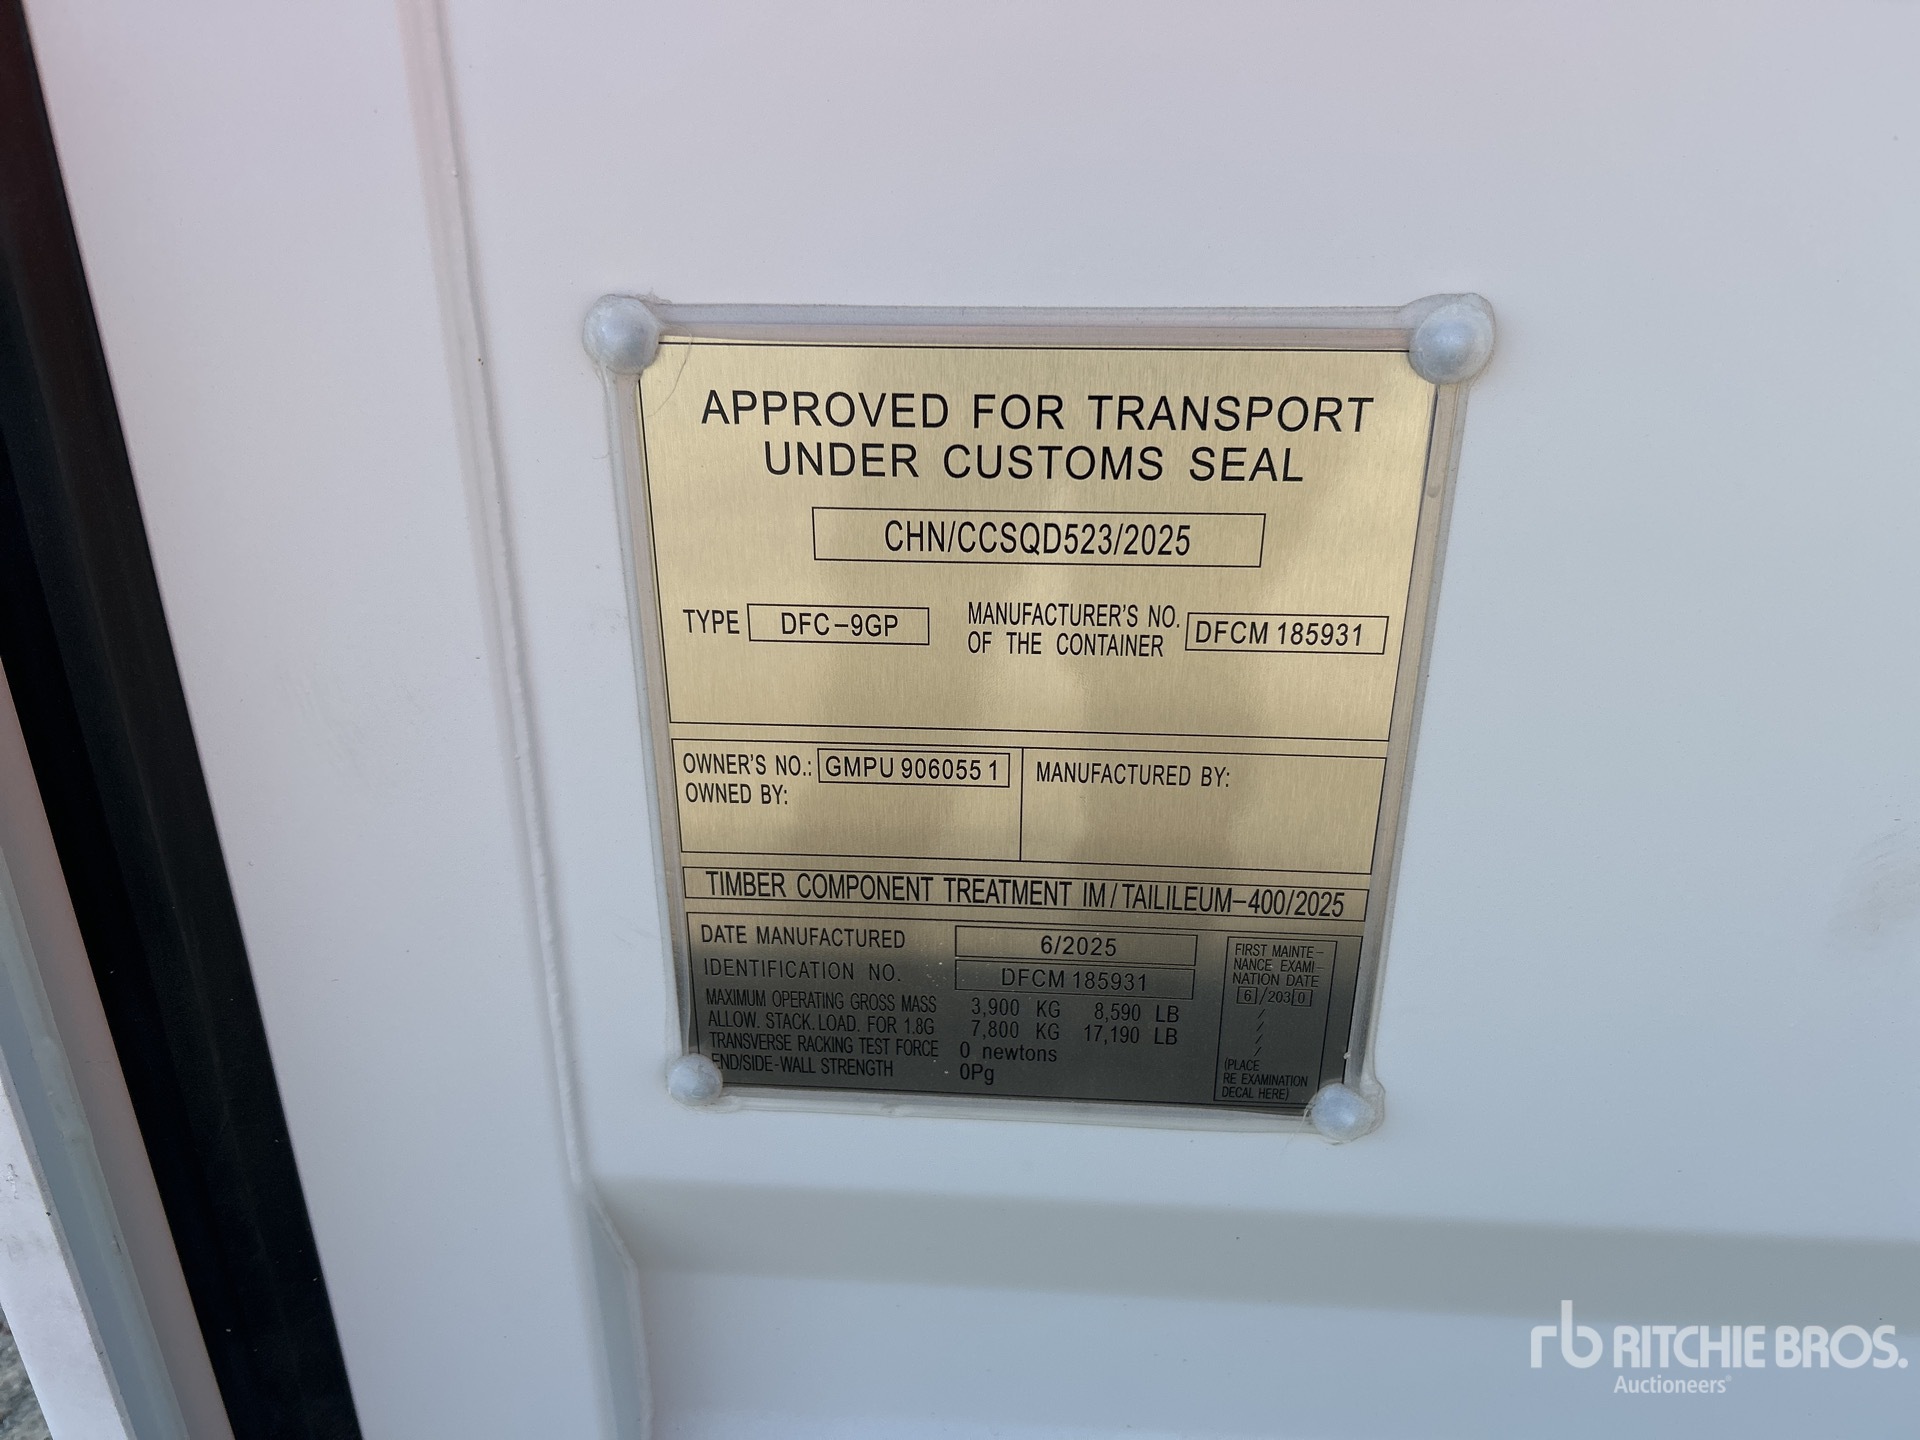 APPROVED FOR TRANSPORT
UNDER CUSTOMS SEAL
CHN/CCSQD523/2025
TYPE DFC-9GP
MANUFACTURER'S NO.
OF THE CONTAINER
DFCM 185931
OWNER'S NO.: GMPU 906055 1
OWNED BY:
MANUFACTURED BY:
TIMBER COMPONENT TREATMENT IM/TAILILEUM-400/2025
DATE MANUFACTURED 6/2025
IDENTIFICATION NO. DFCM 185931
MAXIMUM OPERATING GROSS MASS 3,900 KG 8,590 LB
ALLOW. STACK. LOAD. FOR 1.8G 7,800 KG 17,190 LB
TRANSVERSE RACKING TEST FORCE 0 newtons
END/SIDE-WALL STRENGTH 0Pg
FIRST MAINTE-
NANCE EXAMI-
NATION DATE
6/2030
/
/
/
/
(PLACE
RE EXAMINATION
DECAL HERE)
rb RITCHIE BROS.
Auctioneers